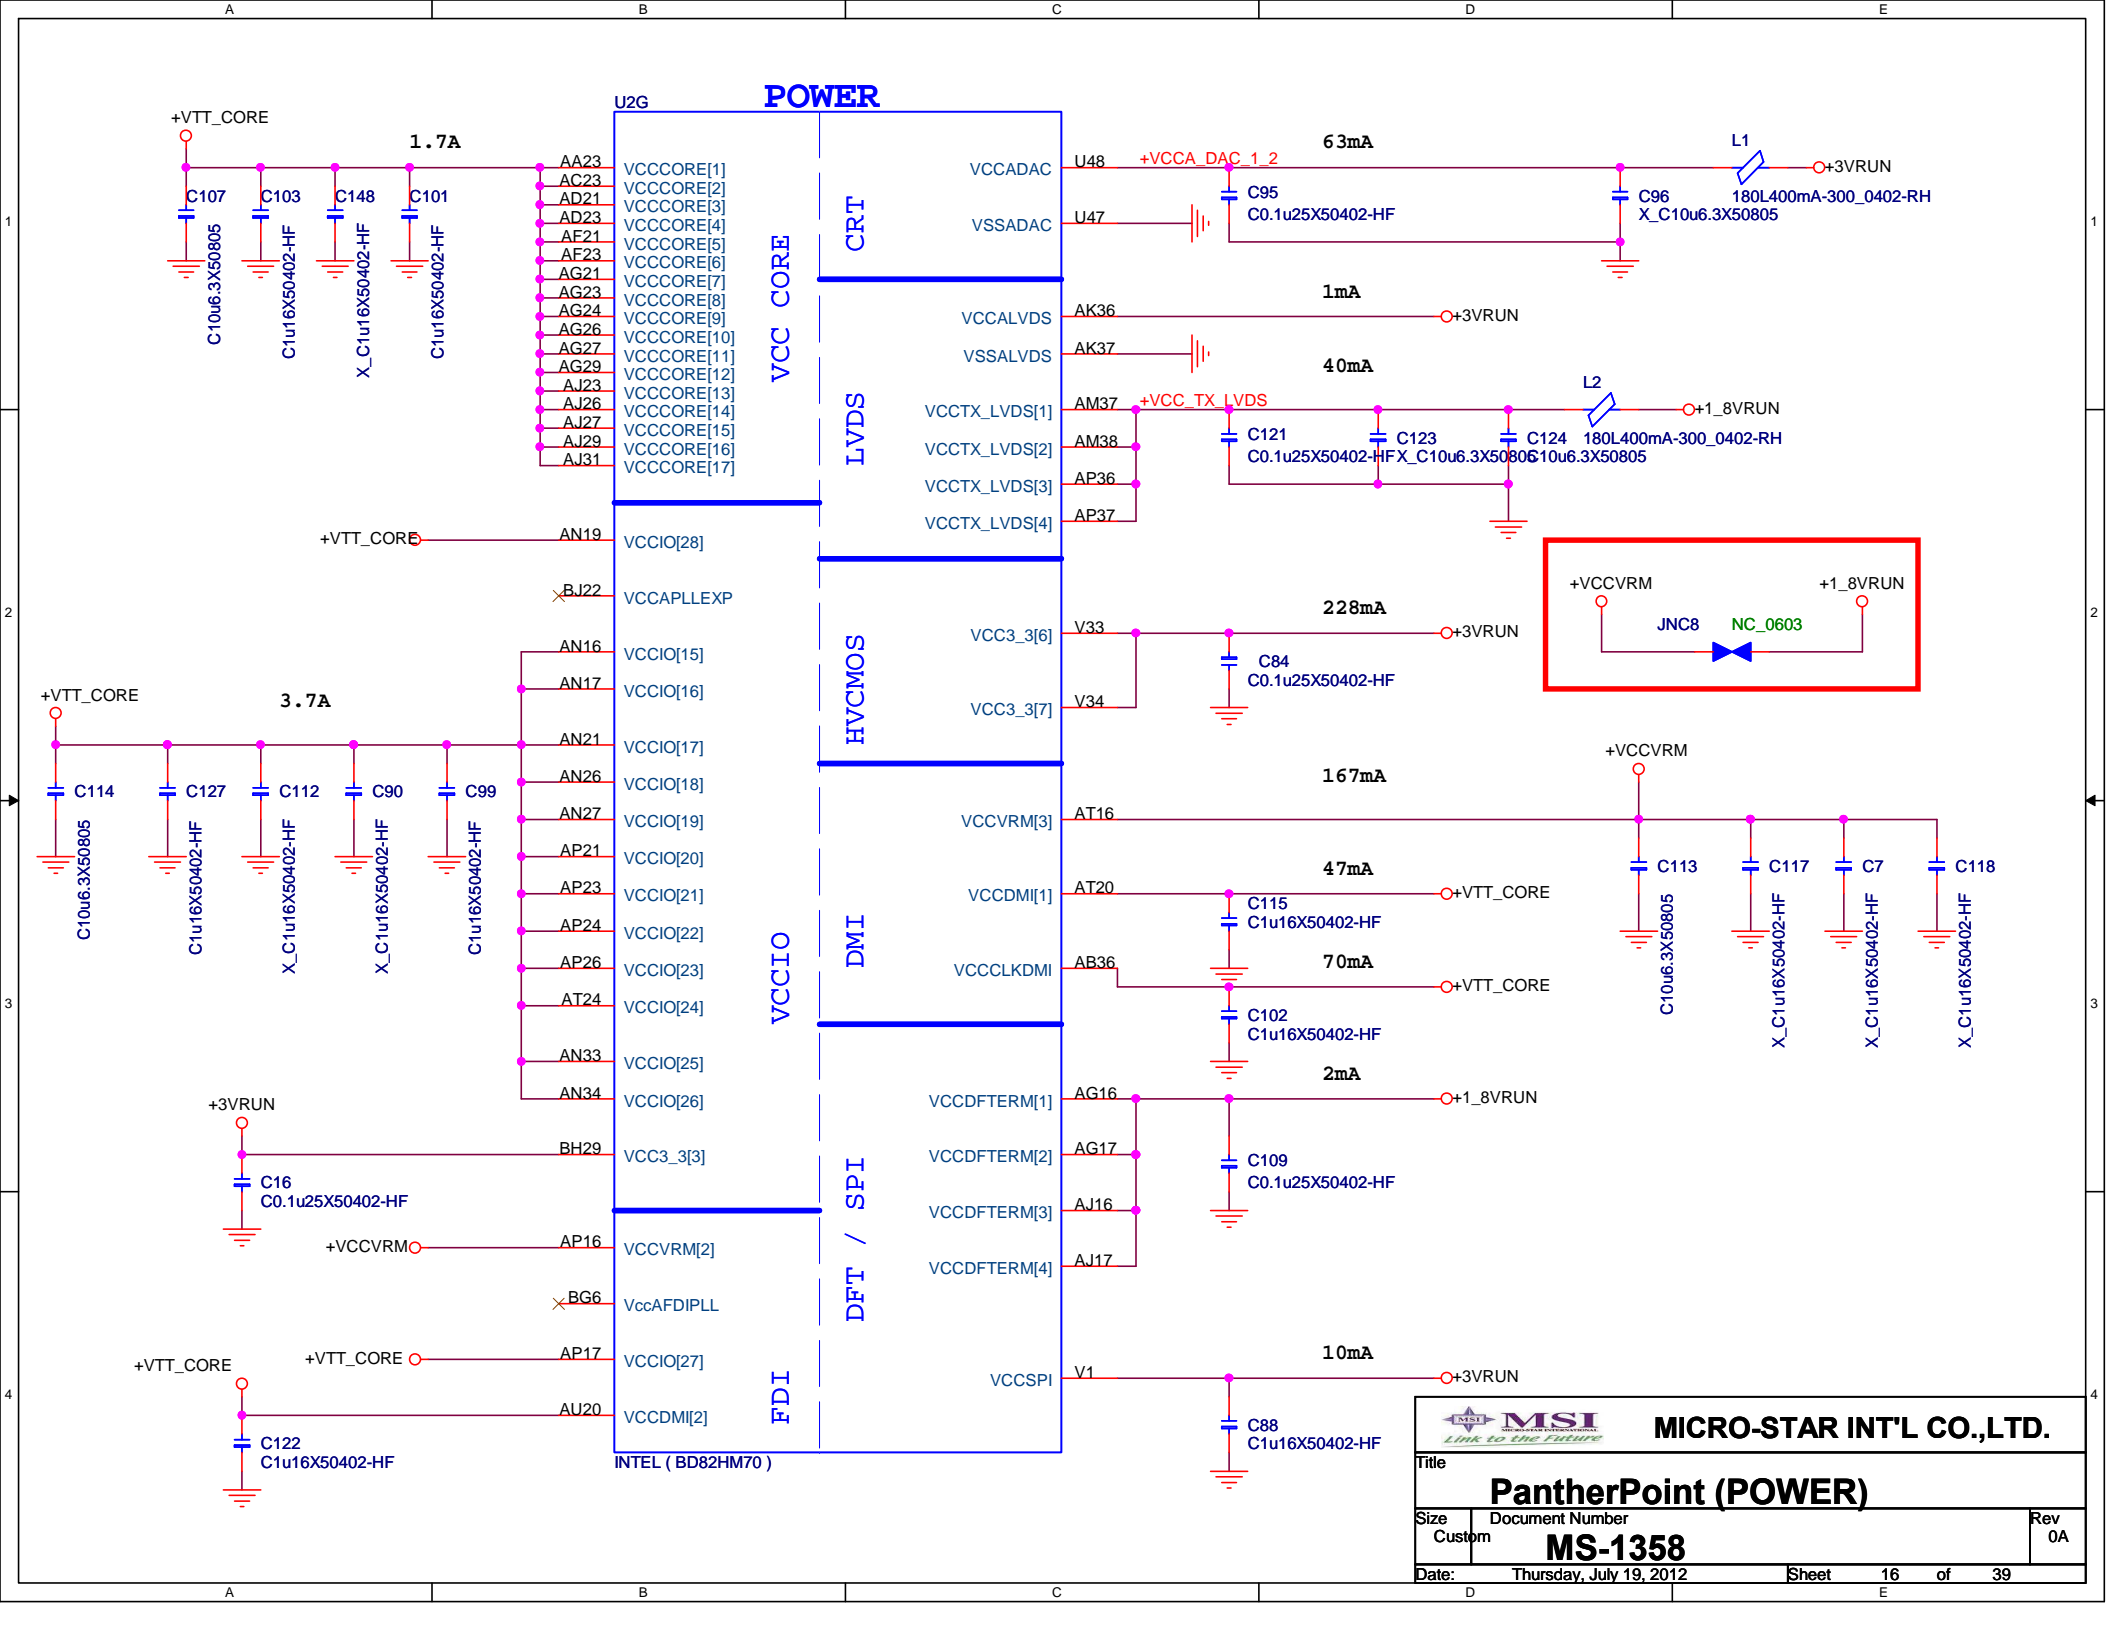 A B C D E
POWER
U2G
+VTT_CORE
1.7A
C107
C10u6.3X50805
C103
C1u16X50402-HF
C148
X_C1u16X50402-HF
C101
C1u16X50402-HF
AA23 VCCCORE[1]
AC23 VCCCORE[2]
AD21 VCCCORE[3]
AD23 VCCCORE[4]
AF21 VCCCORE[5]
AF23 VCCCORE[6]
AG21 VCCCORE[7]
AG23 VCCCORE[8]
AG24 VCCCORE[9]
AG26 VCCCORE[10]
AG27 VCCCORE[11]
AG29 VCCCORE[12]
AJ23 VCCCORE[13]
AJ26 VCCCORE[14]
AJ27 VCCCORE[15]
AJ29 VCCCORE[16]
AJ31 VCCCORE[17]
VCC CORE
+VTT_CORE AN19 VCCIO[28]
BJ22 VCCAPLLEXP
+VTT_CORE
3.7A
C114
C10u6.3X50805
C127
C1u16X50402-HF
C112
X_C1u16X50402-HF
C90
X_C1u16X50402-HF
C99
C1u16X50402-HF
AN16 VCCIO[15]
AN17 VCCIO[16]
AN21 VCCIO[17]
AN26 VCCIO[18]
AN27 VCCIO[19]
AP21 VCCIO[20]
AP23 VCCIO[21]
AP24 VCCIO[22]
AP26 VCCIO[23]
AT24 VCCIO[24]
AN33 VCCIO[25]
AN34 VCCIO[26]
VCCIO
+3VRUN
BH29 VCC3_3[3]
C16
C0.1u25X50402-HF
+VCCVRM AP16 VCCVRM[2]
BG6 VccAFDIPLL
+VTT_CORE AP17 VCCIO[27]
+VTT_CORE
AU20 VCCDMI[2]
C122
C1u16X50402-HF
FDI
INTEL ( BD82HM70 )
CRT
VCCADAC U48 +VCCA_DAC_1_2
63mA
L1
+3VRUN
180L400mA-300_0402-RH
C95
C0.1u25X50402-HF
C96
X_C10u6.3X50805
VSSADAC U47
LVDS
VCCALVDS AK36
1mA
+3VRUN
VSSALVDS AK37
40mA
VCCTX_LVDS[1] AM37 +VCC_TX_LVDS
VCCTX_LVDS[2] AM38
VCCTX_LVDS[3] AP36
VCCTX_LVDS[4] AP37
L2
+1_8VRUN
180L400mA-300_0402-RH
C121
C0.1u25X50402-HF
C123
X_C10u6.3X50805
C124
C10u6.3X50805
+VCCVRM
+1_8VRUN
JNC8 NC_0603
HVCMOS
VCC3_3[6] V33
228mA
+3VRUN
C84
C0.1u25X50402-HF
VCC3_3[7] V34
DMI
VCCVRM[3] AT16
167mA
+VCCVRM
C113
C10u6.3X50805
C117
X_C1u16X50402-HF
C7
X_C1u16X50402-HF
C118
X_C1u16X50402-HF
VCCDMI[1] AT20
47mA
+VTT_CORE
C115
C1u16X50402-HF
VCCCLKDMI AB36
70mA
+VTT_CORE
C102
C1u16X50402-HF
DFT / SPI
2mA
VCCDFTERM[1] AG16
+1_8VRUN
VCCDFTERM[2] AG17
VCCDFTERM[3] AJ16
VCCDFTERM[4] AJ17
C109
C0.1u25X50402-HF
VCCSPI V1
10mA
+3VRUN
C88
C1u16X50402-HF
1
2
3
4
1
2
3
4
MSI
MICRO-STAR INTERNATIONAL
Link to the Future
MICRO-STAR INT'L CO.,LTD.
Title
PantherPoint (POWER)
Size
Custom
Document Number
MS-1358
Rev
0A
Date: Thursday, July 19, 2012
Sheet 16 of 39
A B C D E